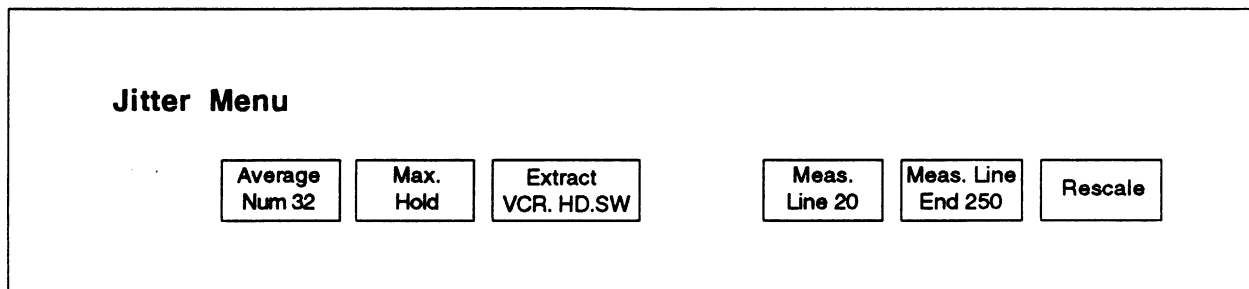 Jitter Menu
Average
Num 32
Max.
Hold
Extract
VCR. HD.SW
Meas.
Line 20
Meas. Line
End 250
Rescale